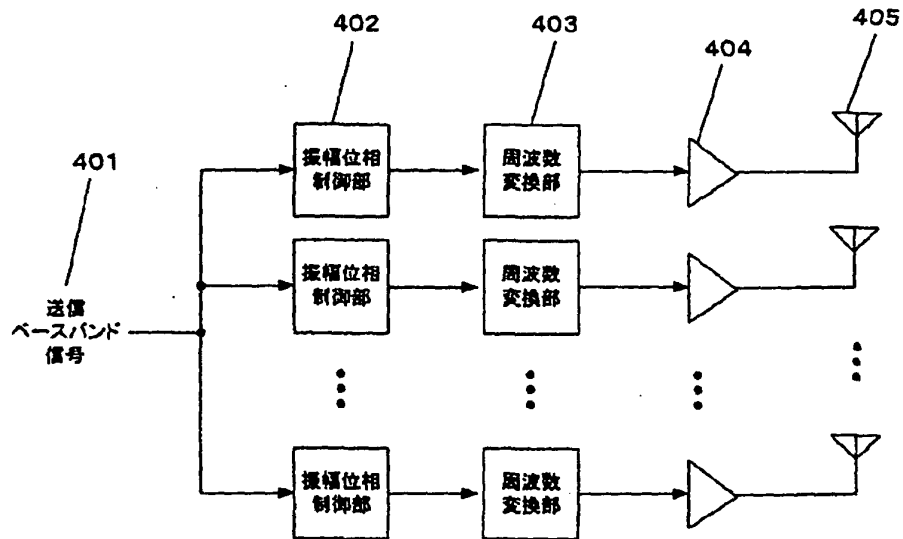 402
403
404
405
401
振幅位相
制御部
周波数
変換部
送信
ベースバンド
信号
振幅位相
制御部
周波数
変換部
振幅位相
制御部
周波数
変換部